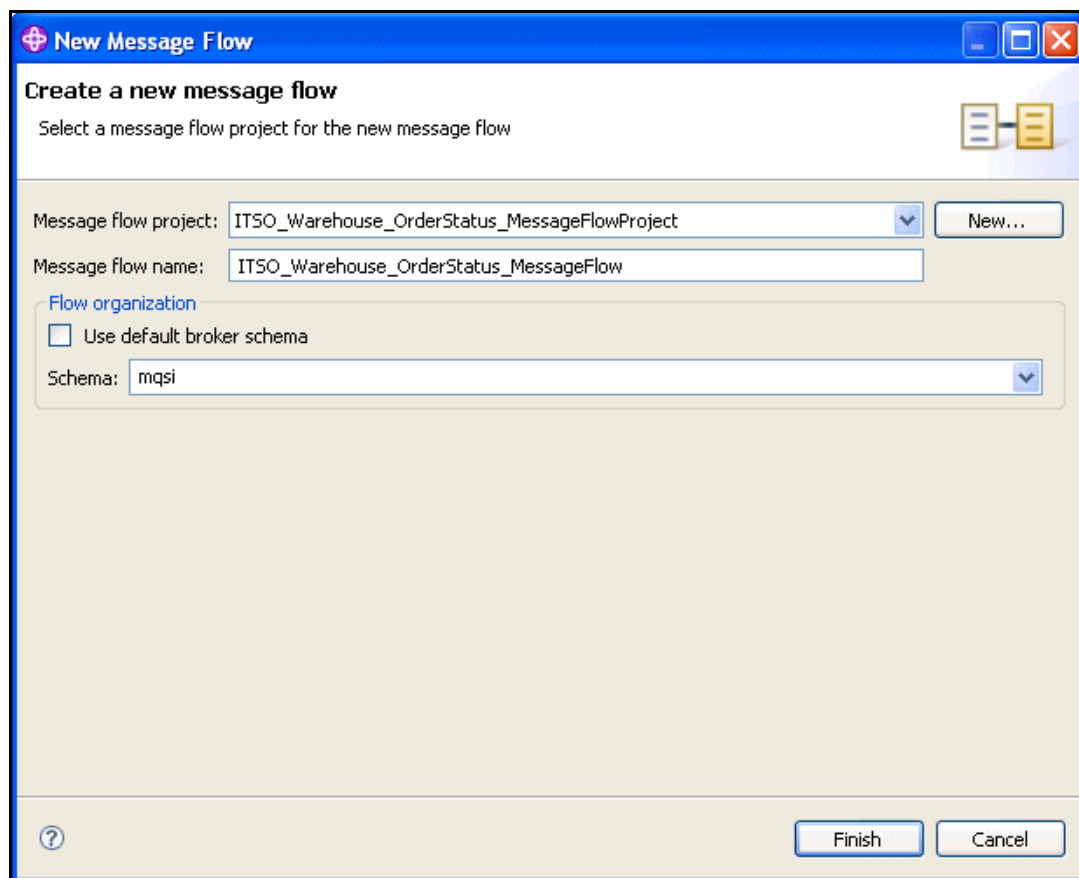 New Message Flow
Create a new message flow
Select a message flow project for the new message flow
Message flow project: ITSO_Warehouse_OrderStatus_MessageFlowProject New...
Message flow name: ITSO_Warehouse_OrderStatus_MessageFlow
Flow organization
Use default broker schema
Schema: mqsi
? Finish Cancel